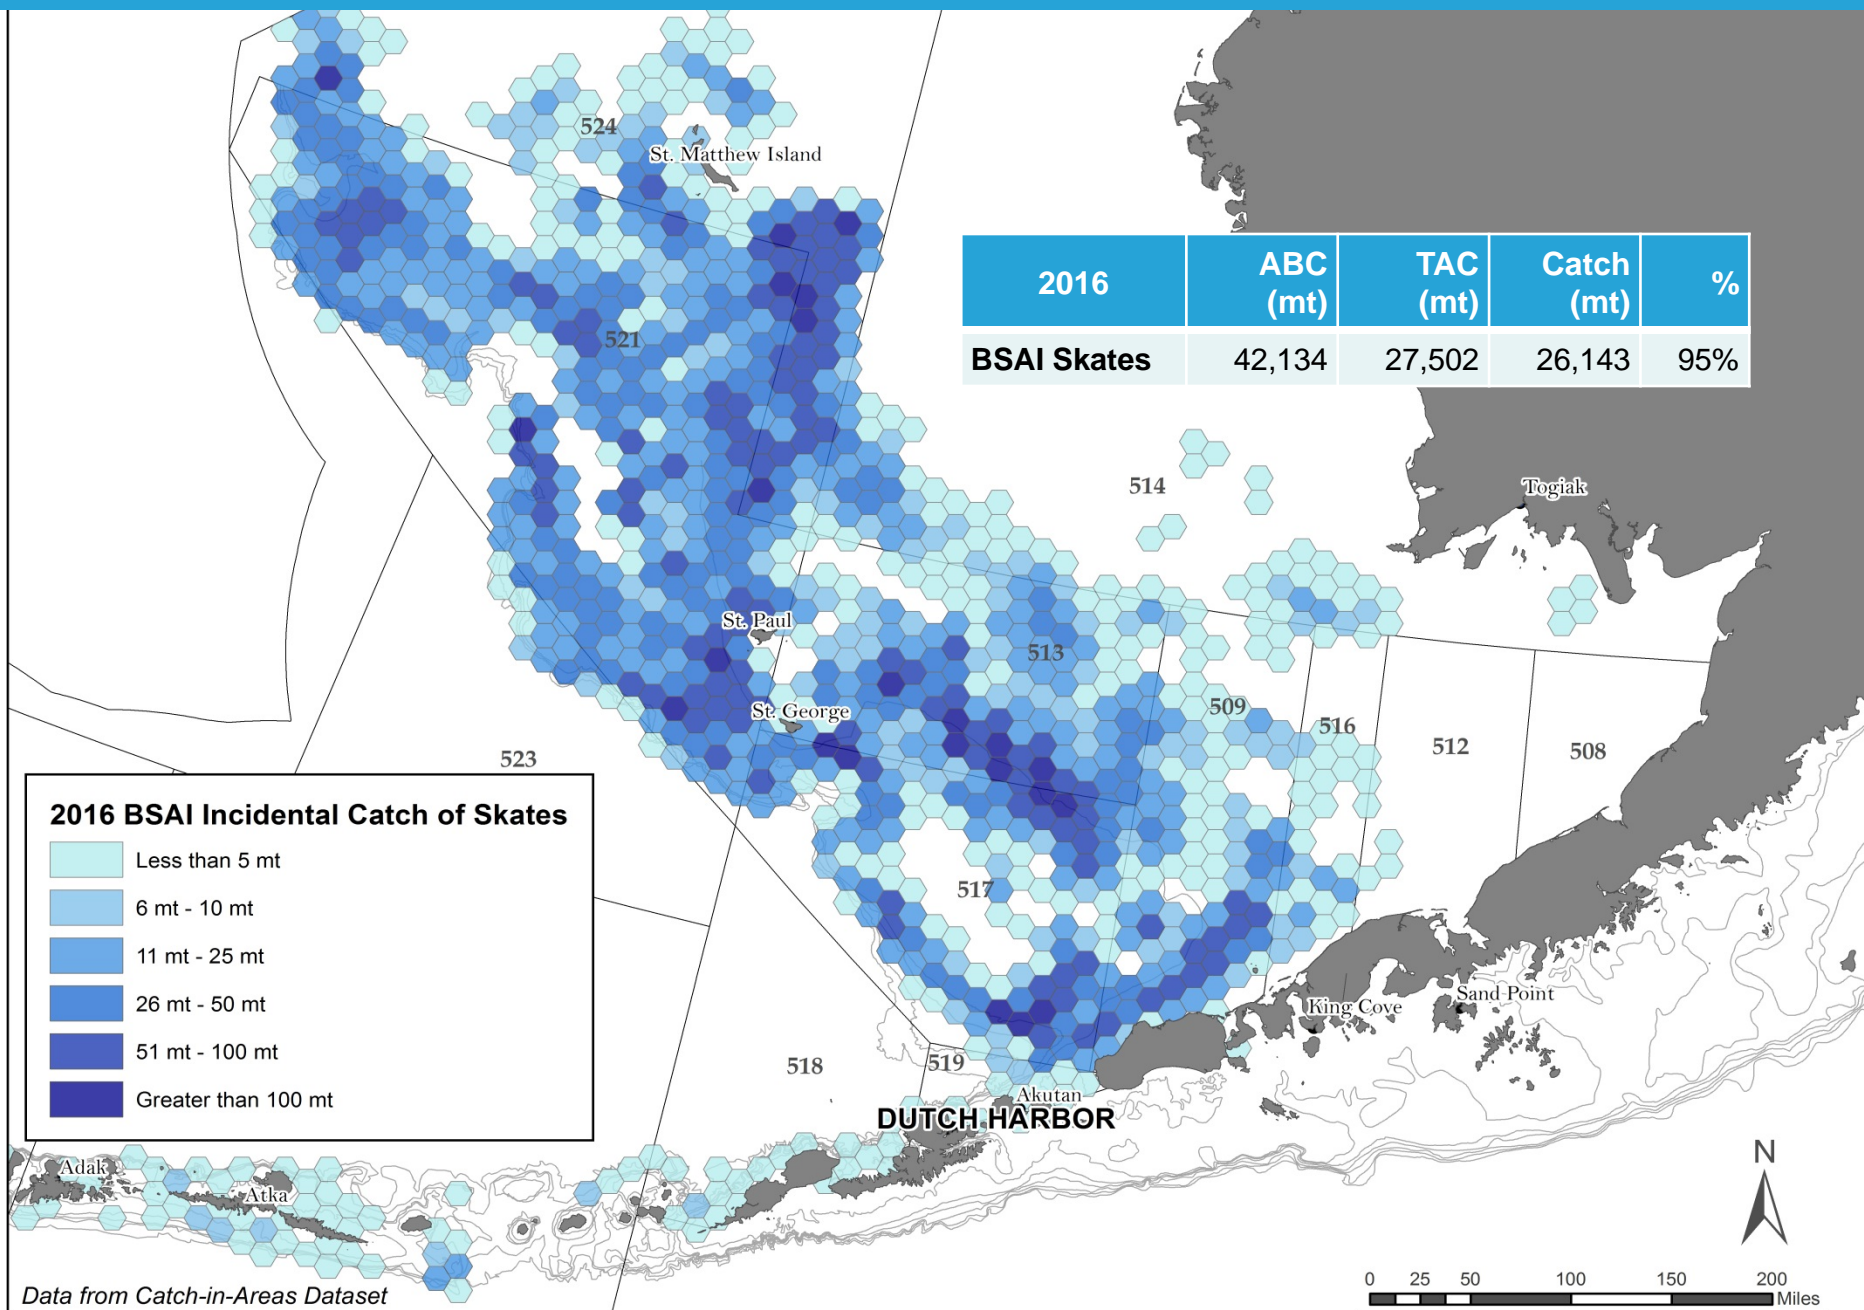 524
St. Matthew Island
2016 ABC (mt) TAC (mt) Catch (mt) %
BSAI Skates 42,134 27,502 26,143 95%
521
514
Togiak
St. Paul
513
St. George
509
516
512
508
523
2016 BSAI Incidental Catch of Skates
Less than 5 mt
6 mt - 10 mt
11 mt - 25 mt
26 mt - 50 mt
51 mt - 100 mt
Greater than 100 mt
517
King Cove
Sand Point
518
519
Akutan
DUTCH HARBOR
Adak
Atka
N
0 25 50 100 150 200
Miles
Data from Catch-in-Areas Dataset